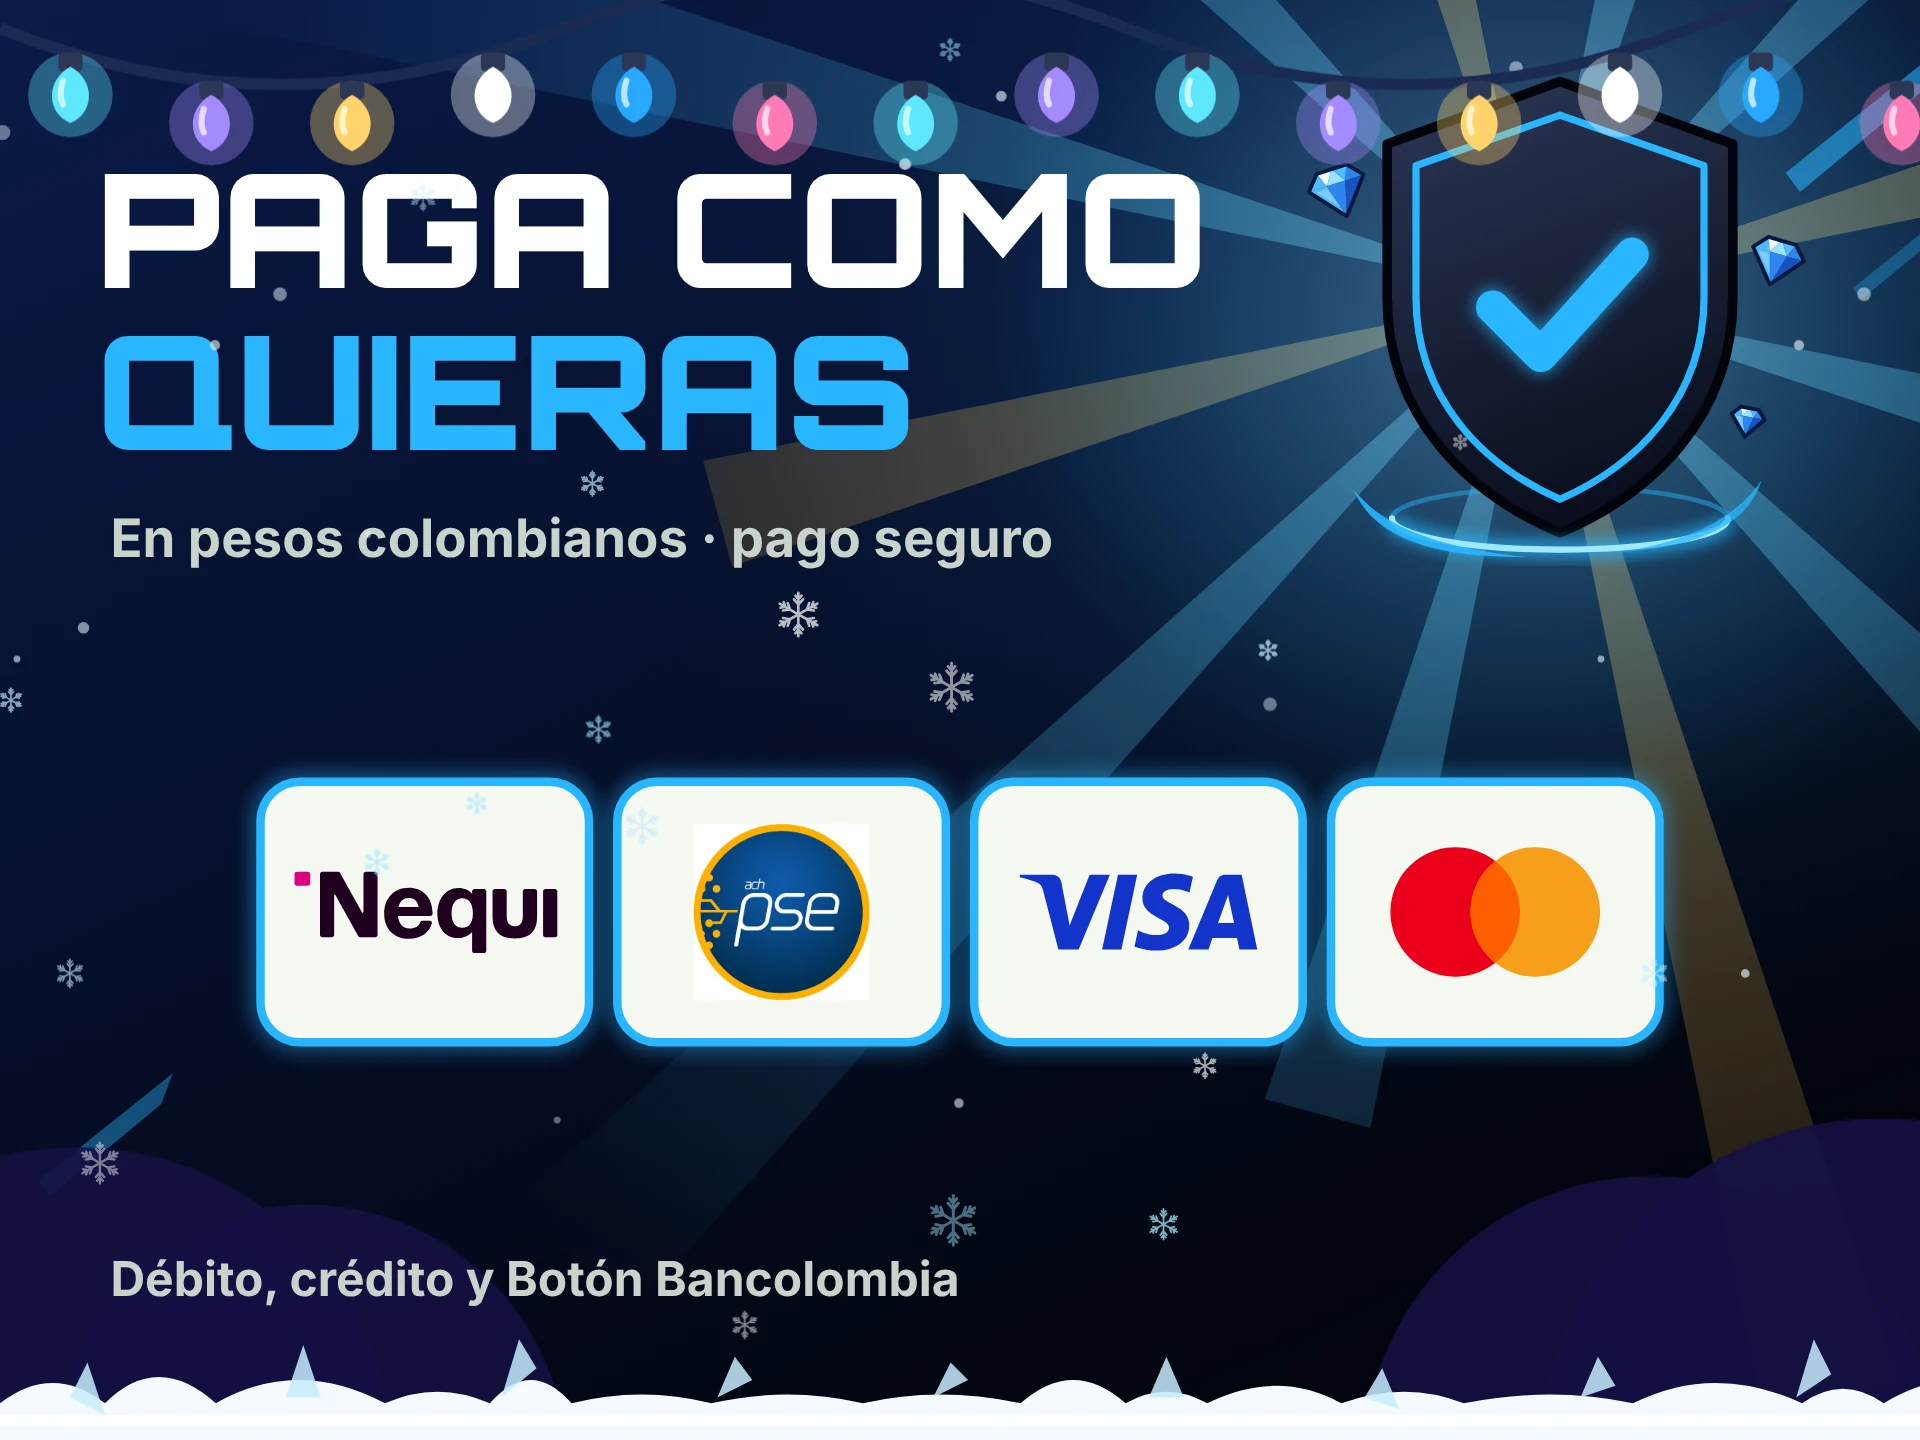 PAGA COMO
QUIERAS
En pesos colombianos · pago seguro
Nequi
ach
pse
VISA
Débito, crédito y Botón Bancolombia